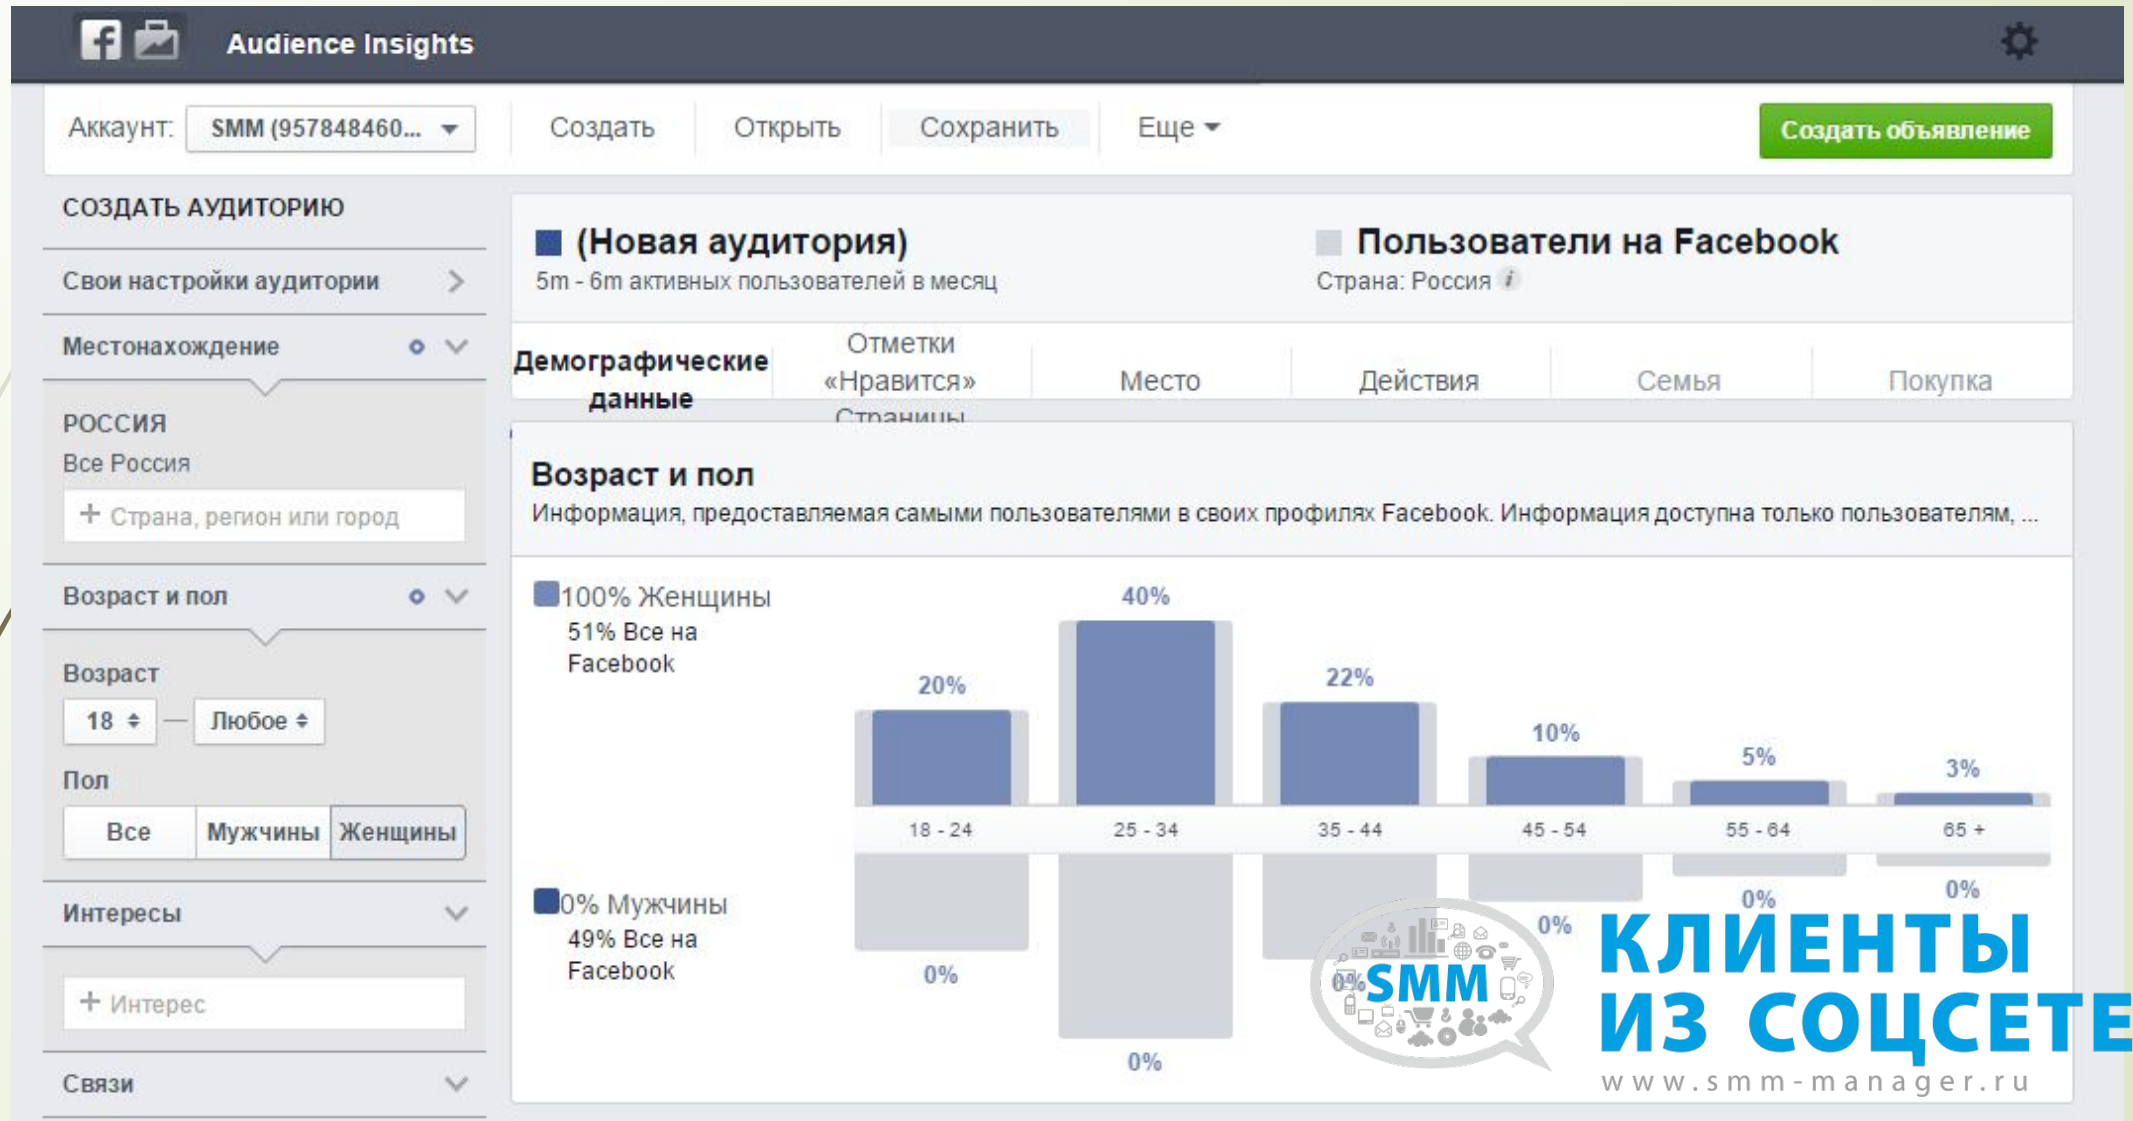 Audience Insights
Аккаунт: SMM (957848460... Создать Открыть Сохранить Еще Создать объявление
СОЗДАТЬ АУДИТОРИЮ
Свои настройки аудитории
Местонахождение
РОССИЯ
Все Россия
+ Страна, регион или город
Возраст и пол
Возраст
18 — Любое
Пол
Все Мужчины Женщины
Интересы
+ Интерес
Связи
(Новая аудитория)
5m - 6m активных пользователей в месяц
Пользователи на Facebook
Страна: Россия i
Демографические
данные
Отметки
«Нравится»
Страницы
Место
Действия
Семья
Покупка
Возраст и пол
Информация, предоставляемая самыми пользователями в своих профилях Facebook. Информация доступна только пользователям, ...
100% Женщины
51% Все на
Facebook
20% 40% 22% 10% 5% 3%
18 - 24 25 - 34 35 - 44 45 - 54 55 - 64 65 +
0% Мужчины
49% Все на
Facebook
0% 0% 0% 0% 0% 0%
SMM
КЛИЕНТЫ
ИЗ СОЦСЕТЕ
www.smm-manager.ru